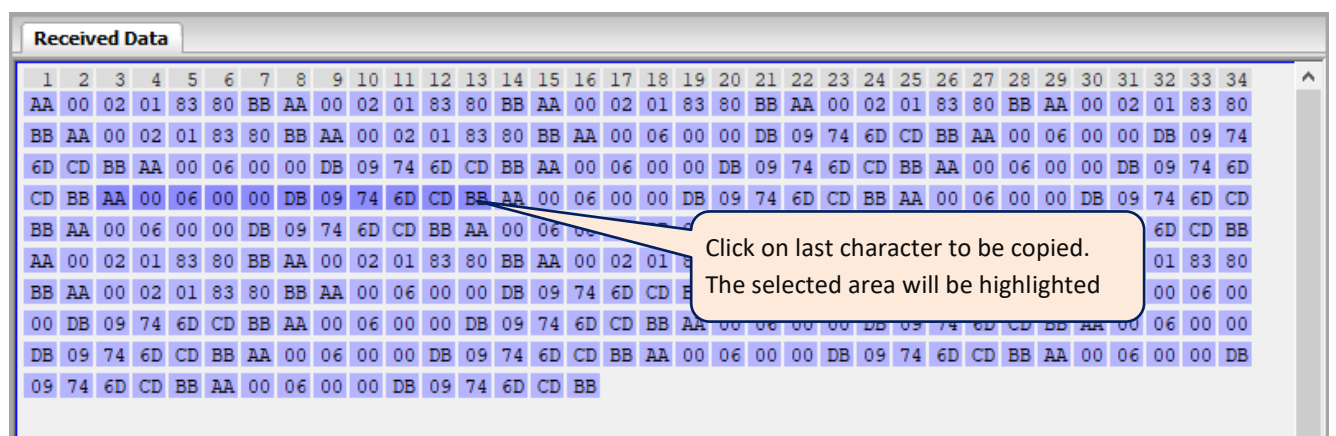 Received Data
1 2 3 4 5 6 7 8 9 10 11 12 13 14 15 16 17 18 19 20 21 22 23 24 25 26 27 28 29 30 31 32 33 34
AA 00 02 01 83 80 BB AA 00 02 01 83 80 BB AA 00 02 01 83 80 BB AA 00 02 01 83 80 BB AA 00 02 01 83 80
BB AA 00 02 01 83 80 BB AA 00 02 01 83 80 BB AA 00 06 00 00 DB 09 74 6D CD BB AA 00 06 00 00 DB 09 74
6D CD BB AA 00 06 00 00 DB 09 74 6D CD BB AA 00 06 00 00 DB 09 74 6D CD BB AA 00 06 00 00 DB 09 74 6D
CD BB AA 00 06 00 00 DB 09 74 6D CD BB AA 00 06 00 00 DB 09 74 6D CD BB AA 00 06 00 00 DB 09 74 6D CD
BB AA 00 06 00 00 DB 09 74 6D CD BB AA 00 06 6D CD BB
AA 00 02 01 83 80 BB AA 00 02 01 83 80 BB AA 00 02 01 01 83 80
BB AA 00 02 01 83 80 BB AA 00 06 00 00 DB 09 74 6D CD 00 06 00
00 DB 09 74 6D CD BB AA 00 06 00 00 DB 09 74 6D CD BB AA 00 06 00 00 DB 09 74 6D CD BB AA 00 06 00 00
DB 09 74 6D CD BB AA 00 06 00 00 DB 09 74 6D CD BB AA 00 06 00 00 DB 09 74 6D CD BB AA 00 06 00 00 DB
09 74 6D CD BB AA 00 06 00 00 DB 09 74 6D CD BB
Click on last character to be copied.
The selected area will be highlighted